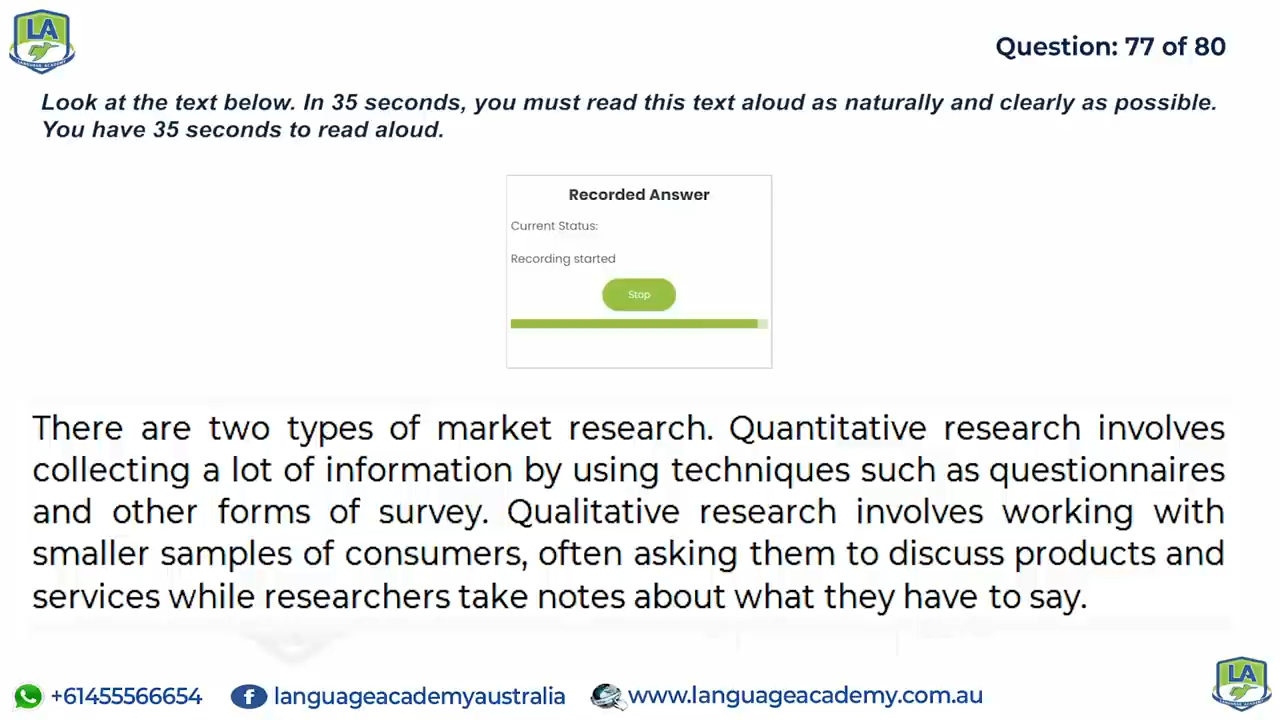 LA
LANGUAGE ACADEMY
Question: 77 of 80
Look at the text below. In 35 seconds, you must read this text aloud as naturally and clearly as possible.
You have 35 seconds to read aloud.
Recorded Answer
Current Status:
Recording started
Stop
There are two types of market research. Quantitative research involves
collecting a lot of information by using techniques such as questionnaires
and other forms of survey. Qualitative research involves working with
smaller samples of consumers, often asking them to discuss products and
services while researchers take notes about what they have to say.
+61455566654
languageacademyaustralia
www.languageacademy.com.au
LA
LANGUAGE ACADEMY